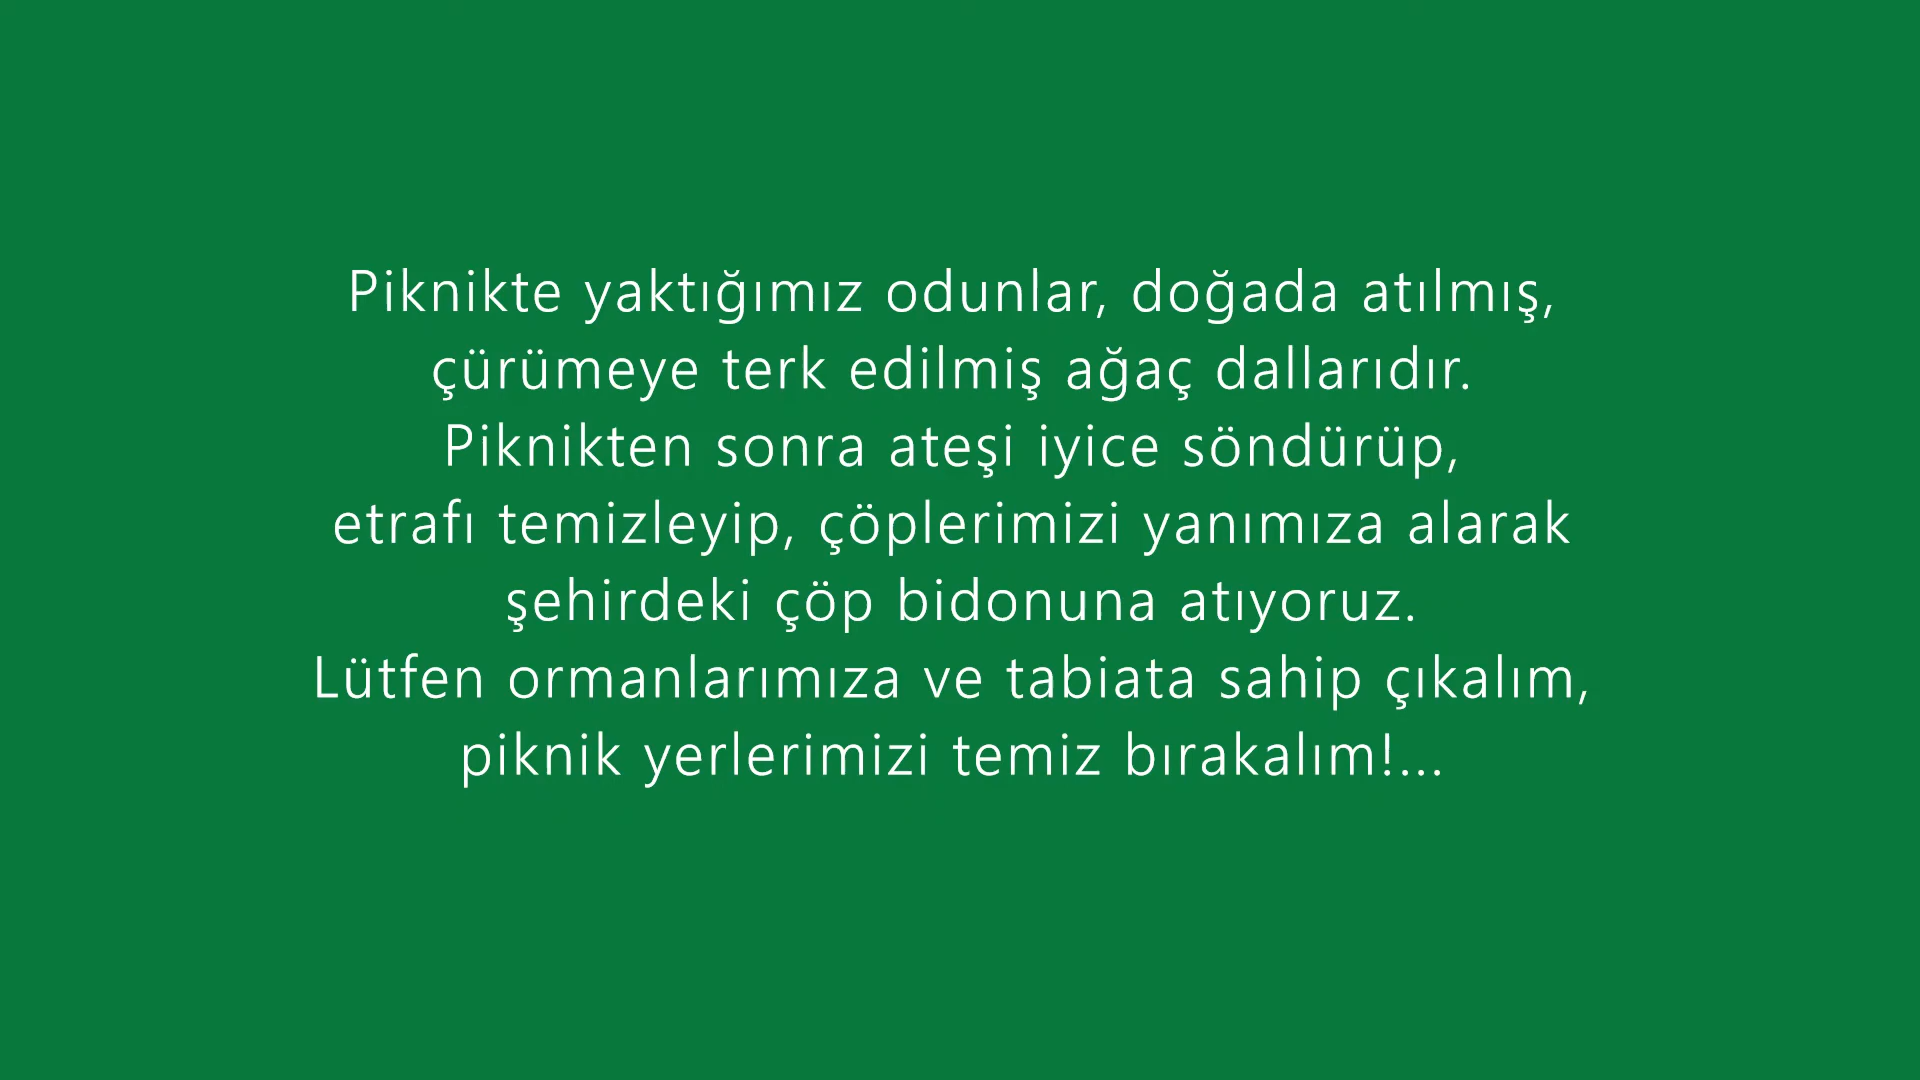 Piknikte yaktığımız odunlar, doğada atılmış,
çürümeye terk edilmiş ağaç dallarıdır.
Piknikten sonra ateşi iyice söndürüp,
etrafı temizleyip, çöplerimizi yanımıza alarak
şehirdeki çöp bidonuna atıyoruz.
Lütfen ormanlarımıza ve tabiata sahip çıkalım,
piknik yerlerimizi temiz bırakalım!...